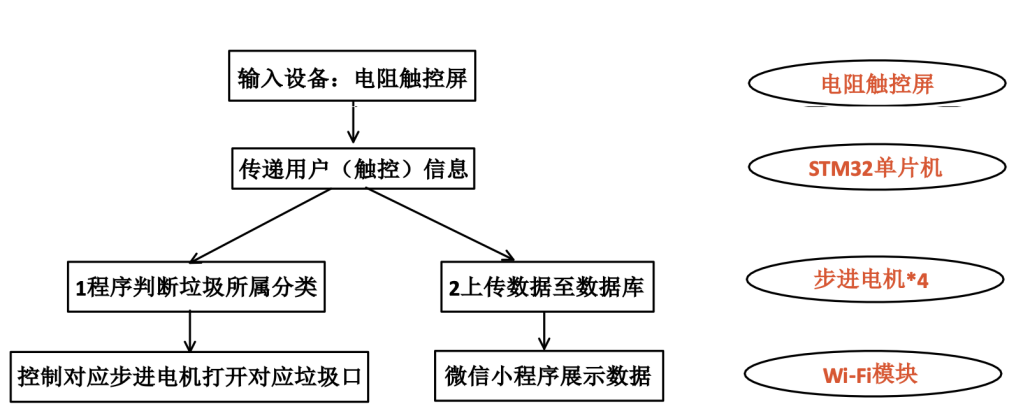 输入设备：电阻触控屏
电阻触控屏
传递用户（触控）信息
STM32单片机
1程序判断垃圾所属分类
2上传数据至数据库
步进电机*4
控制对应步进电机打开对应垃圾口
微信小程序展示数据
Wi-Fi模块